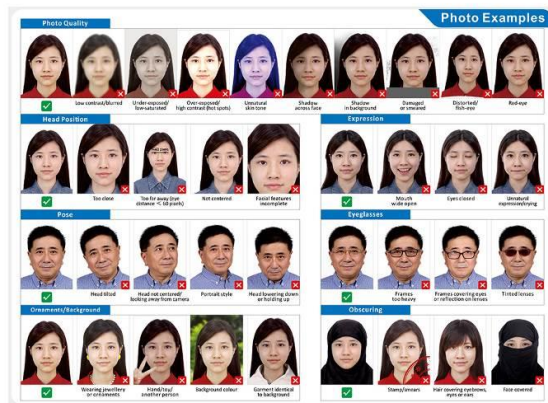 Photo Examples
Photo Quality
Low contrast/blurred
Under-exposed/
low-saturated
Over-exposed/
high contrast (hot spots)
Unnatural
skin tone
Shadow
across face
Shadow
in background
Damaged
or smeared
Distorted/
fish-eye
Red-eye
Head Position
Too close
Too far away (eye
distance < 60 pixels)
Not centered
Facial features
incomplete
Expression
Mouth
wide open
Eyes closed
Unnatural
expression/crying
Pose
Head tilted
Head not centered/
looking away from camera
Portrait style
Head lowering down
or holding up
Eyeglasses
Frames
too heavy
Frames covering eyes
or reflection on lenses
Tinted lenses
Ornaments/Background
Wearing jewellery
or ornaments
Hand/toy/
another person
Background colour
Garment identical
to background
Obscuring
Hair covering eyebrows,
eyes or ears
Face covered